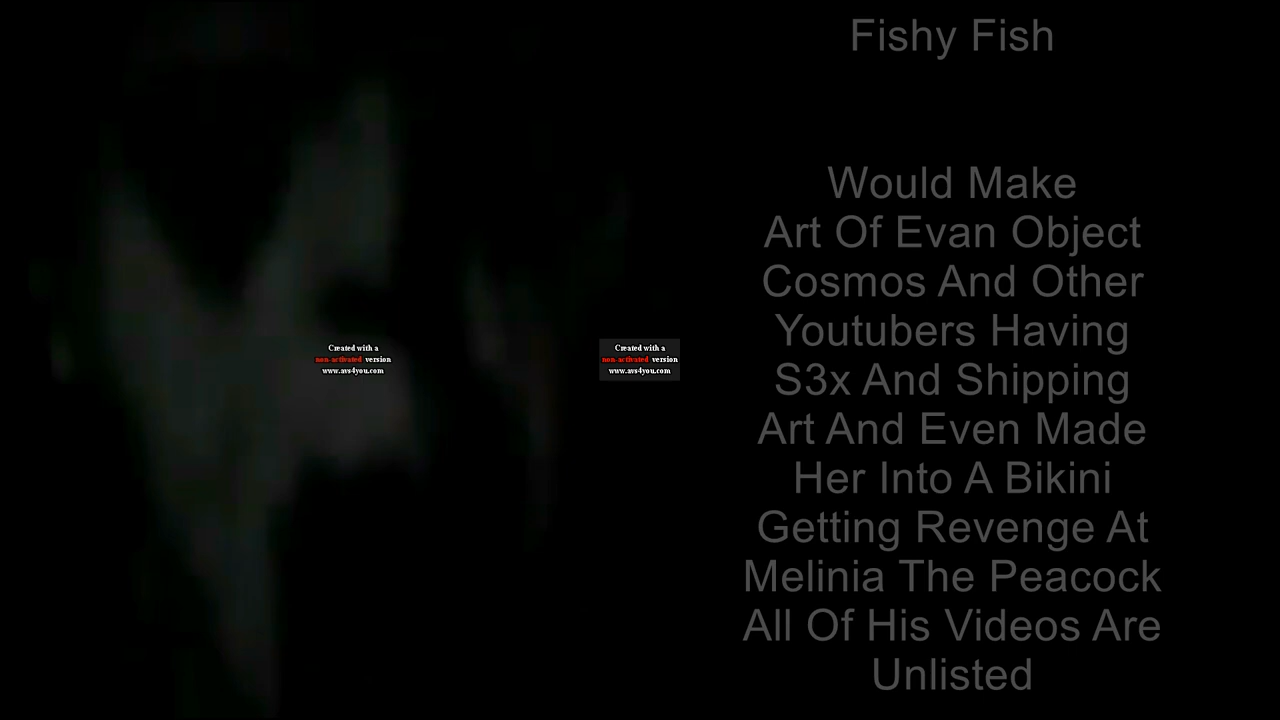 Fishy Fish
Would Make
Art Of Evan Object
Cosmos And Other
Youtubers Having
S3x And Shipping
Art And Even Made
Her Into A Bikini
Getting Revenge At
Melinia The Peacock
All Of His Videos Are
Unlisted
Created with a
non-activated version
www.avs4you.com
Created with a
non-activated version
www.avs4you.com